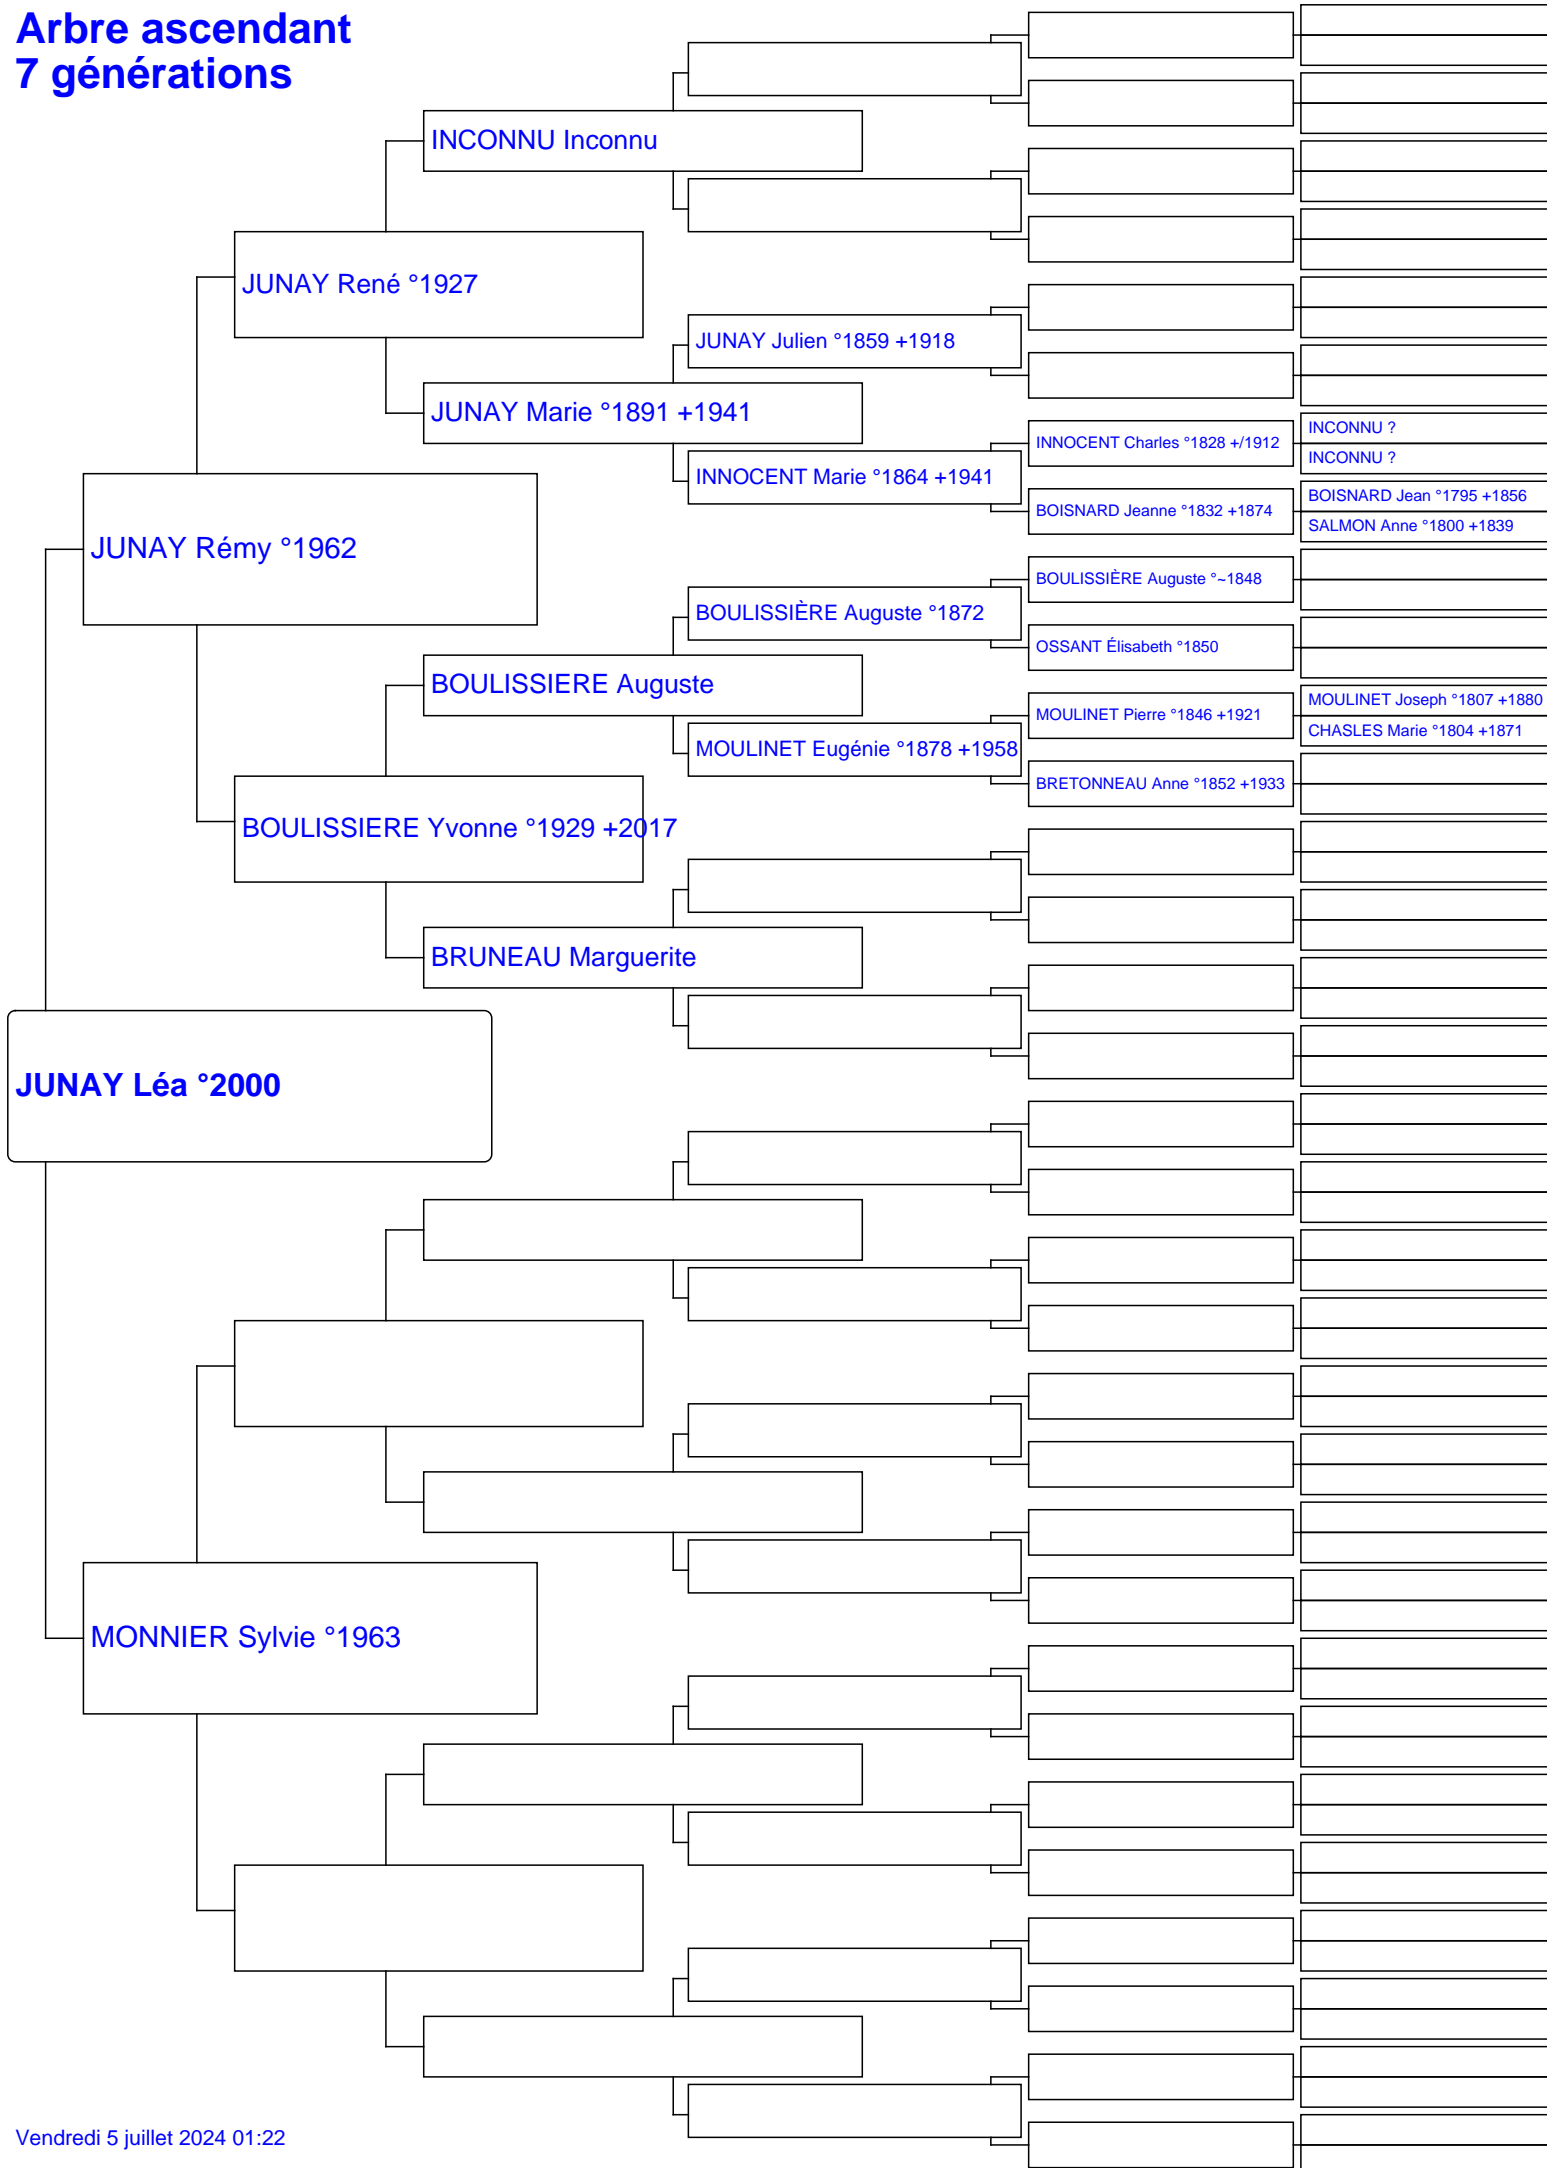 Arbre ascendant
7 générations
INCONNU Inconnu
JUNAY René °1927
JUNAY Julien °1859 +1918
JUNAY Marie °1891 +1941
INNOCENT Charles °1828 +/1912
INCONNU ?
INCONNU ?
INNOCENT Marie °1864 +1941
BOISNARD Jeanne °1832 +1874
BOISNARD Jean °1795 +1856
SALMON Anne °1800 +1839
JUNAY Rémy °1962
BOULISSIÈRE Auguste °~1848
BOULISSIÈRE Auguste °1872
OSSANT Élisabeth °1850
BOULISSIERE Auguste
MOULINET Pierre °1846 +1921
MOULINET Joseph °1807 +1880
CHASLES Marie °1804 +1871
MOULINET Eugénie °1878 +1958
BRETONNEAU Anne °1852 +1933
BOULISSIERE Yvonne °1929 +2017
BRUNEAU Marguerite
JUNAY Léa °2000
MONNIER Sylvie °1963
Vendredi 5 juillet 2024 01:22